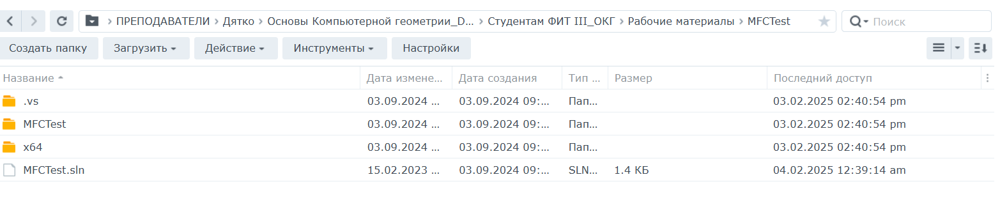 ПРЕПОДАВАТЕЛИ > Дятко > Основы Компьютерной геометрии_D... > Студентам ФИТ III_ОКГ > Рабочие материалы > MFCTest Поиск
Создать папку Загрузить Действие Инструменты Настройки
Название Дата измене... Дата создания Тип ... Размер Последний доступ
.vs 03.09.2024 ... 03.09.2024 09:... Пап... 03.02.2025 02:40:54 pm
MFCTest 03.09.2024 ... 03.09.2024 09:... Пап... 03.02.2025 02:40:54 pm
x64 03.09.2024 ... 03.09.2024 09:... Пап... 03.02.2025 02:40:54 pm
MFCTest.sln 15.02.2023 ... 03.09.2024 09:... SLN... 1.4 КБ 04.02.2025 12:39:14 am